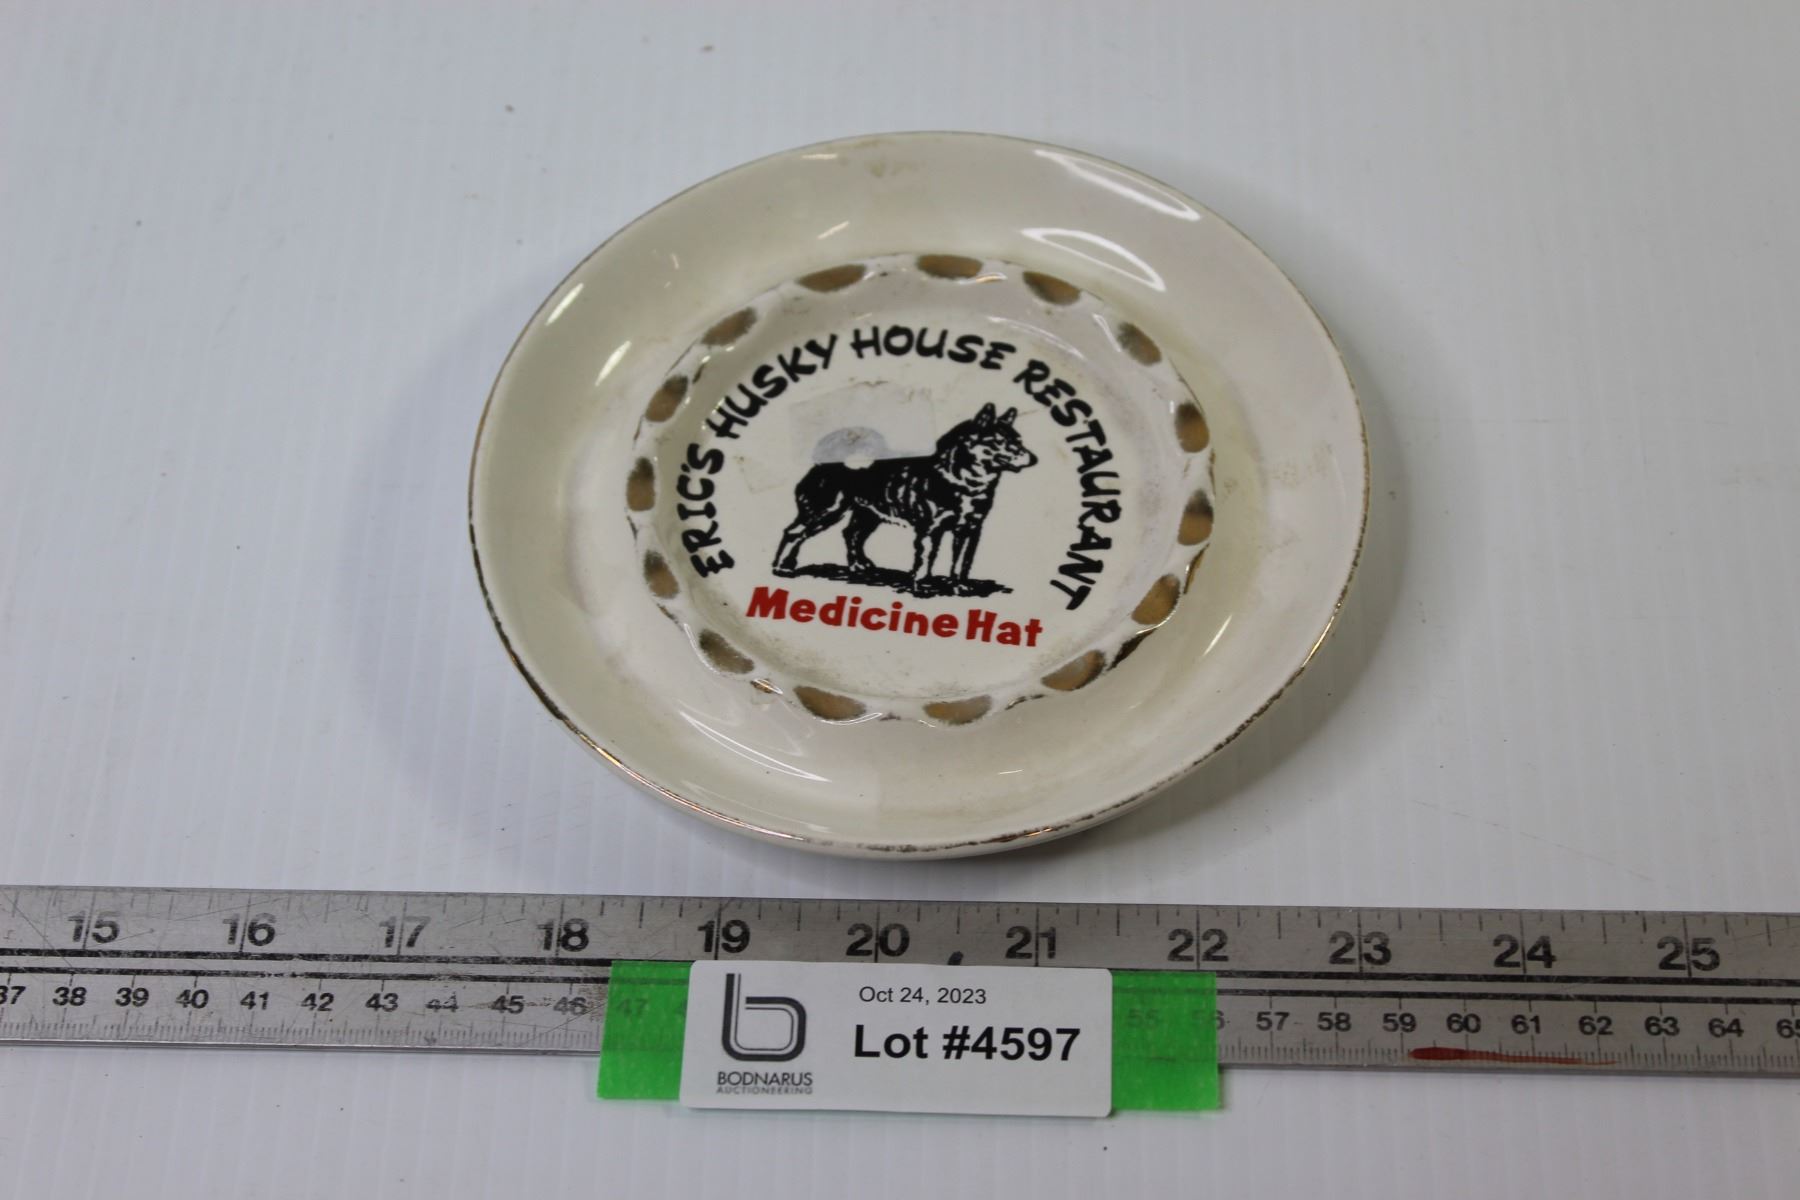 ERIC'S HUSKY HOUSE RESTAURANT
Medicine Hat
15 16 17 18 19 20 21 22 23 24 25
37 38 39 40 41 42 43 44 45 46 47 55 56 57 58 59 60 61 62 63 64 65
Oct 24, 2023
Lot #4597
b
BODNARUS
AUCTIONEERING